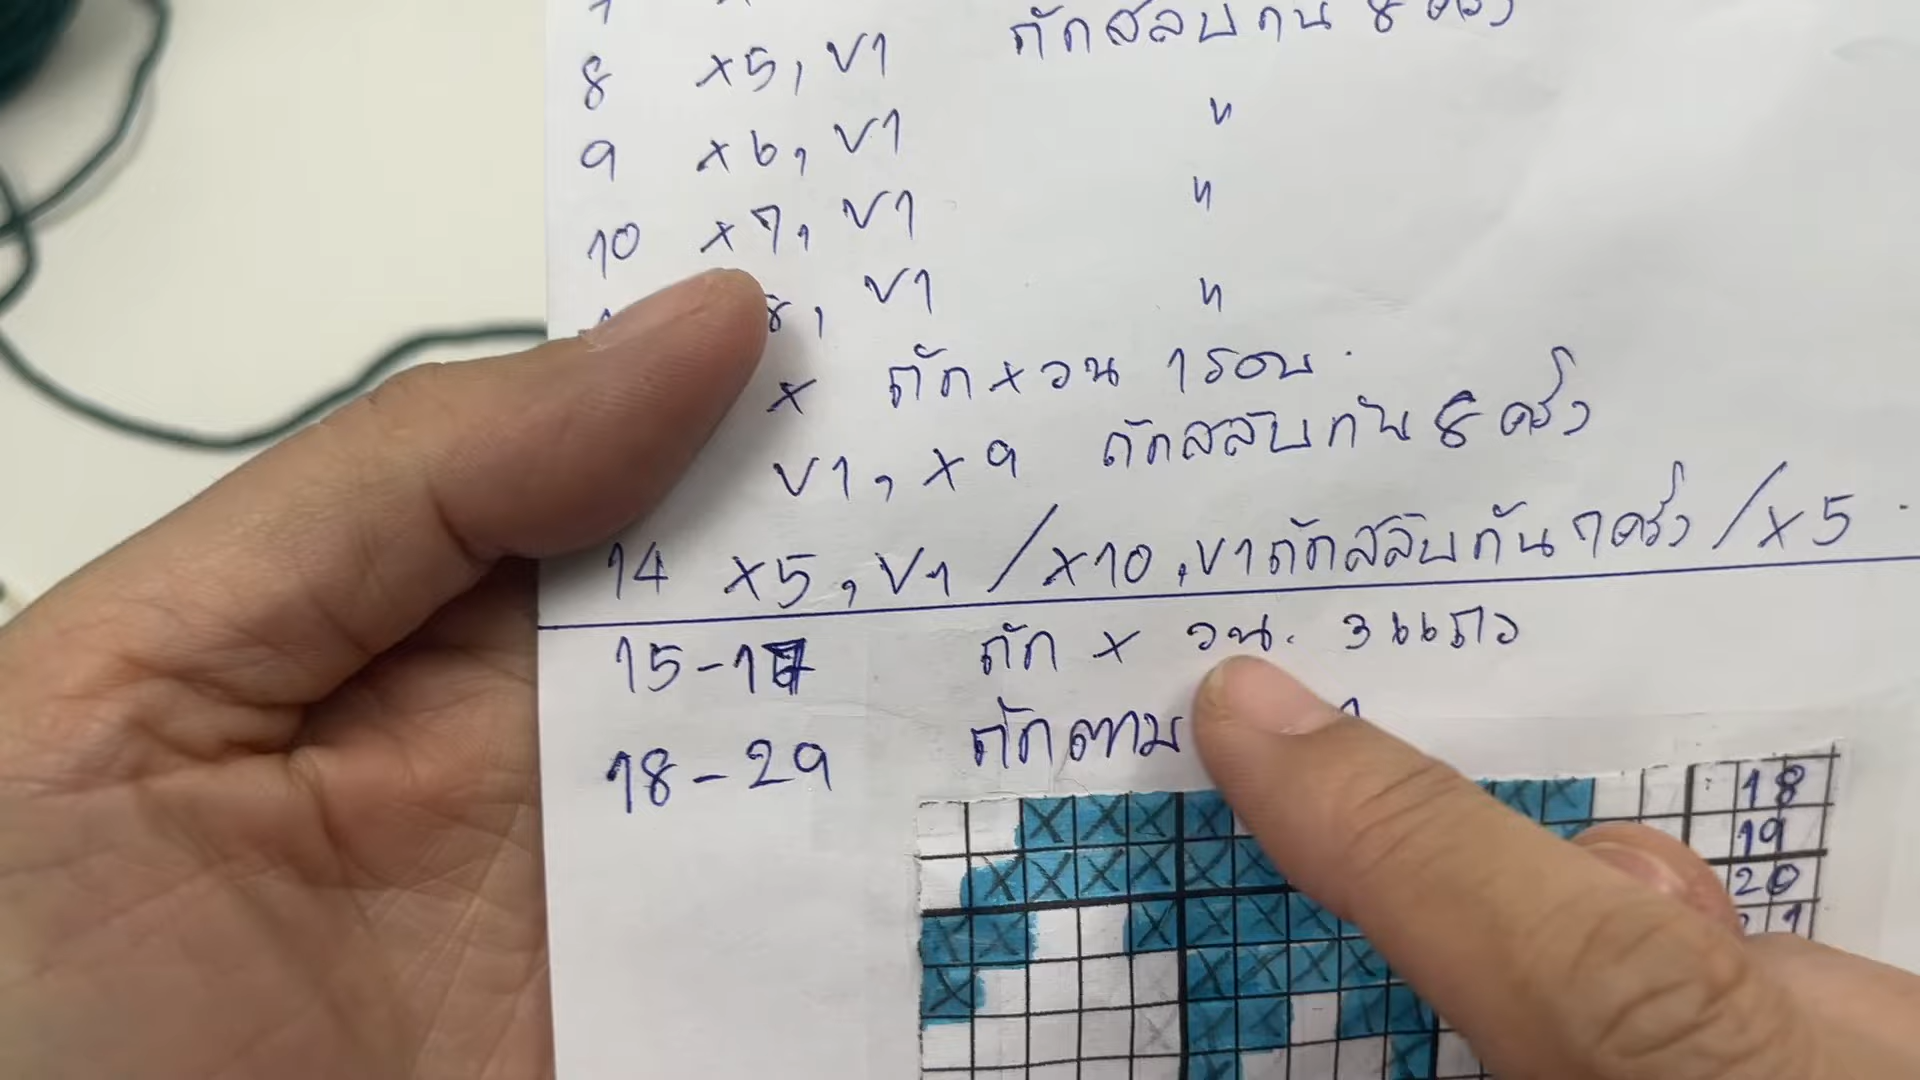 ถักสลับกัน 8 ครั้ง
8 x5, V1 "
9 x6, V1 "
10 x7, V1 "
8, V1
x ถัก x วน 1 รอบ.
V1, x9 ถักสลับกัน 8 ครั้ง
14 x5, V1 / x10, V1 ถักสลับกัน 7 ครั้ง / x5
15-17 ถัก x วน. 3 แถว
18-29 ถักตาม
18
19
20
21